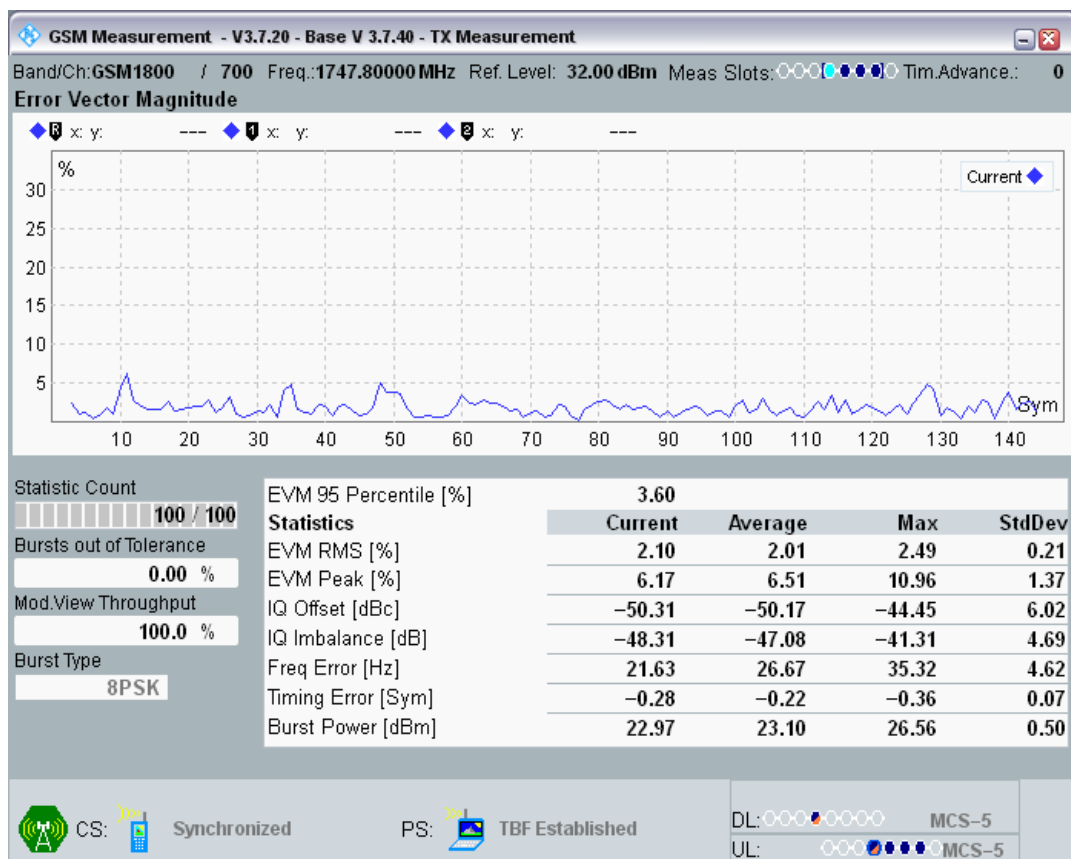 GSM Measurement - V3.7.20 - Base V 3.7.40 - TX Measurement
Band/Ch:GSM1800 / 700 Freq.:1747.80000 MHz Ref. Level: 32.00 dBm Meas Slots: Tim.Advance.: 0
Error Vector Magnitude
R x: y: --- 1 x: y: --- 2 x: y: ---
%
Current
30
25
20
15
10
5
Sym
10 20 30 40 50 60 70 80 90 100 110 120 130 140
Statistic Count
100 / 100
Bursts out of Tolerance
0.00 %
Mod.View Throughput
100.0 %
Burst Type
8PSK
EVM 95 Percentile [%] 3.60
Statistics Current Average Max StdDev
EVM RMS [%] 2.10 2.01 2.49 0.21
EVM Peak [%] 6.17 6.51 10.96 1.37
IQ Offset [dBc] −50.31 −50.17 −44.45 6.02
IQ Imbalance [dB] −48.31 −47.08 −41.31 4.69
Freq Error [Hz] 21.63 26.67 35.32 4.62
Timing Error [Sym] −0.28 −0.22 −0.36 0.07
Burst Power [dBm] 22.97 23.10 26.56 0.50
CS: Synchronized PS: TBF Established
DL: MCS−5
UL: MCS−5